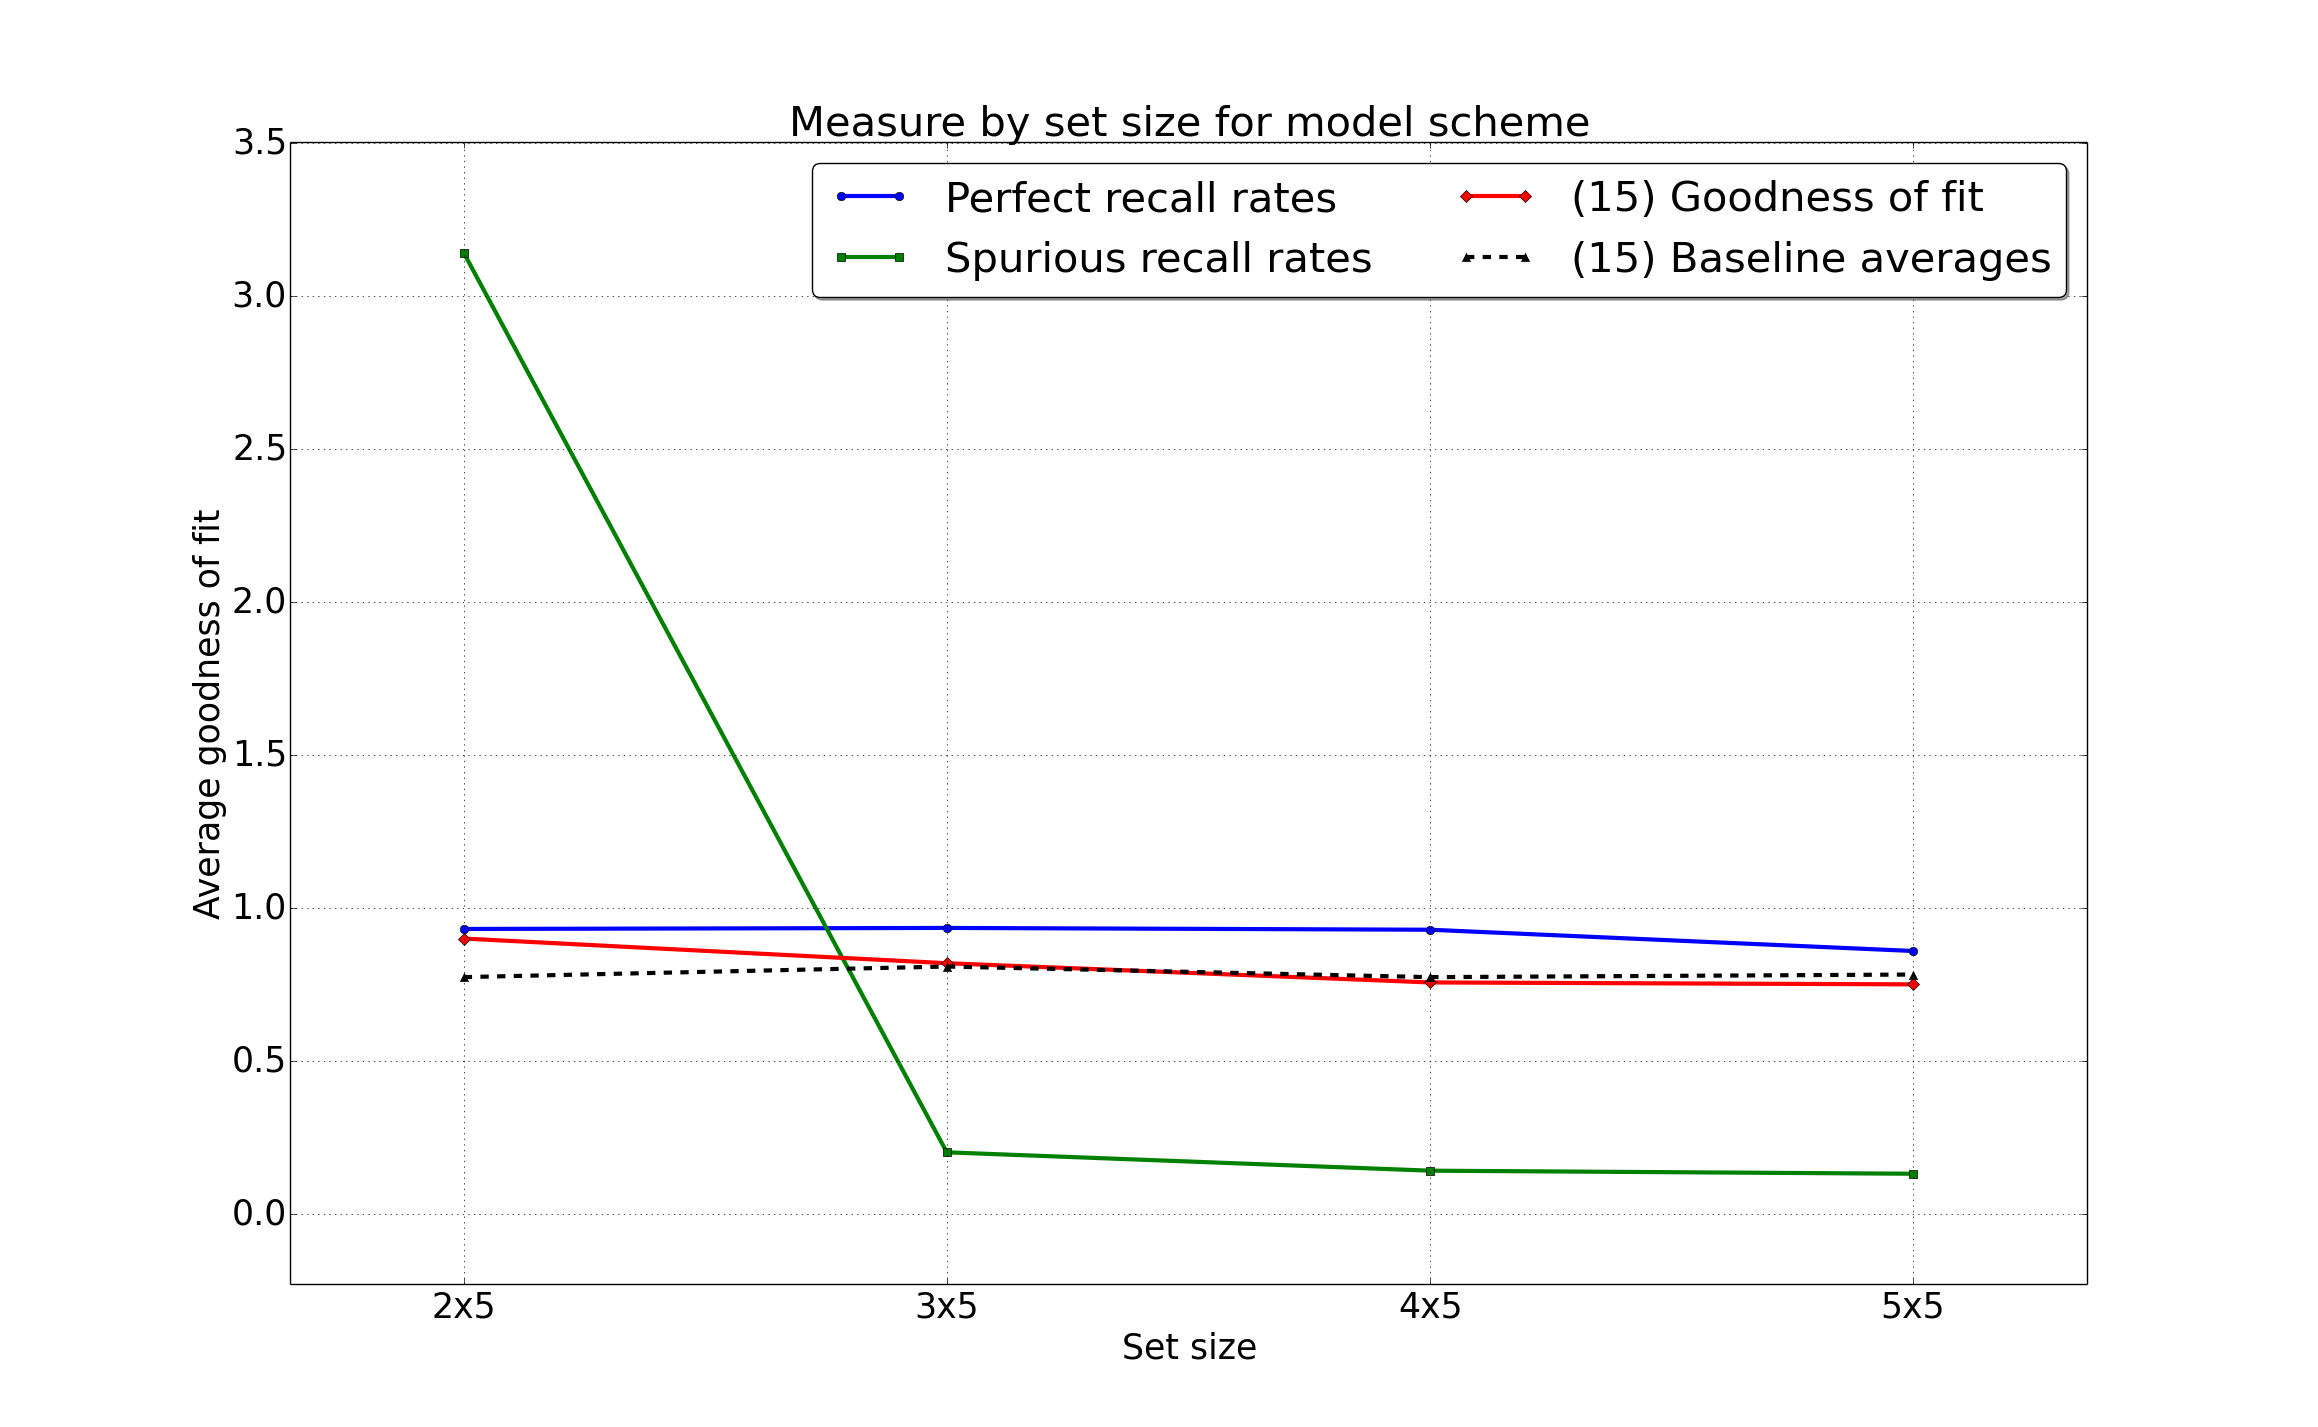 Measure by set size for model scheme
3.5
3.0
2.5
2.0
1.5
1.0
0.5
0.0
Average goodness of fit
Perfect recall rates
Spurious recall rates
(15) Goodness of fit
(15) Baseline averages
2x5 3x5 4x5 5x5
Set size